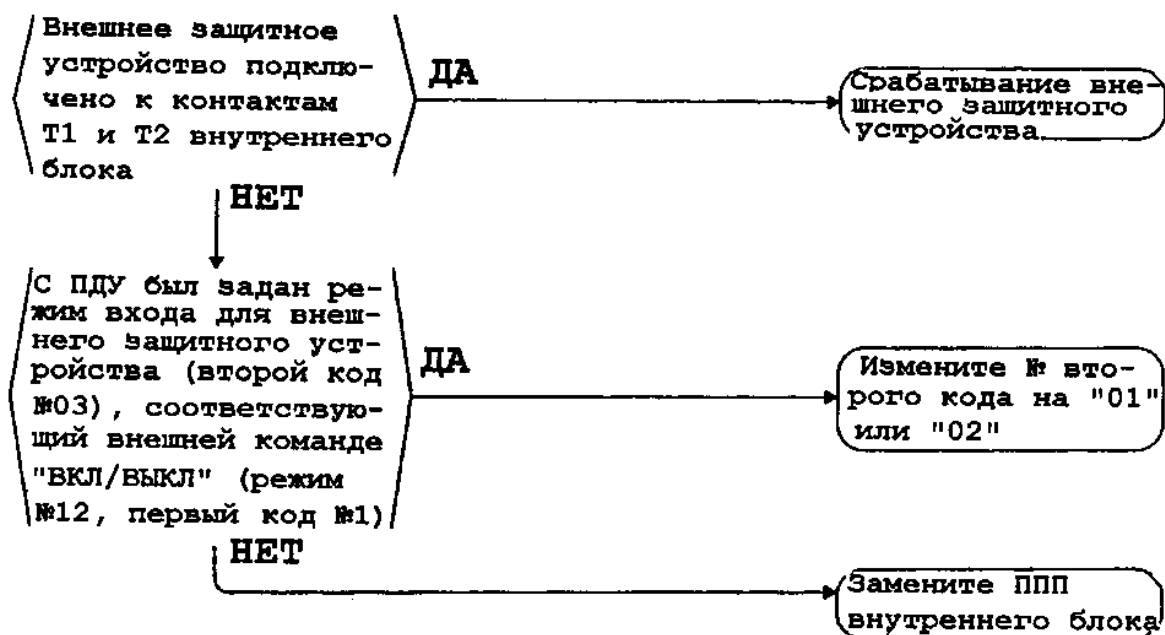 Внешнее защитное
устройство подклю-
чено к контактам
Т1 и Т2 внутреннего
блока
ДА
Срабатывание вне-
шнего защитного
устройства
НЕТ
С ПДУ был задан ре-
жим входа для внеш-
него защитного уст-
ройства (второй код
№03), соответствую-
щий внешней команде
"ВКЛ/ВЫКЛ" (режим
№12, первый код №1)
ДА
Измените № вто-
рого кода на "01"
или "02"
НЕТ
Замените ППП
внутреннего блока